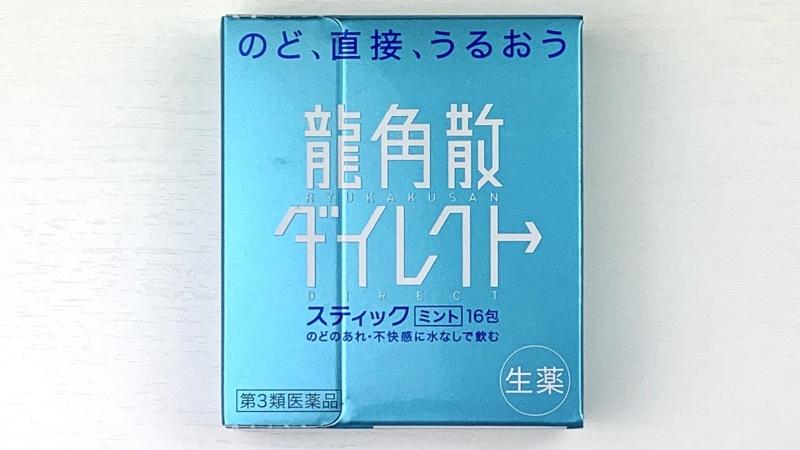 のど、直接、うるおう
龍角散
RYUKAKUSAN
ダイレクト
DIRECT
スティック ミント 16包
のどのあれ・不快感に水なしで飲む
生薬
第3類医薬品